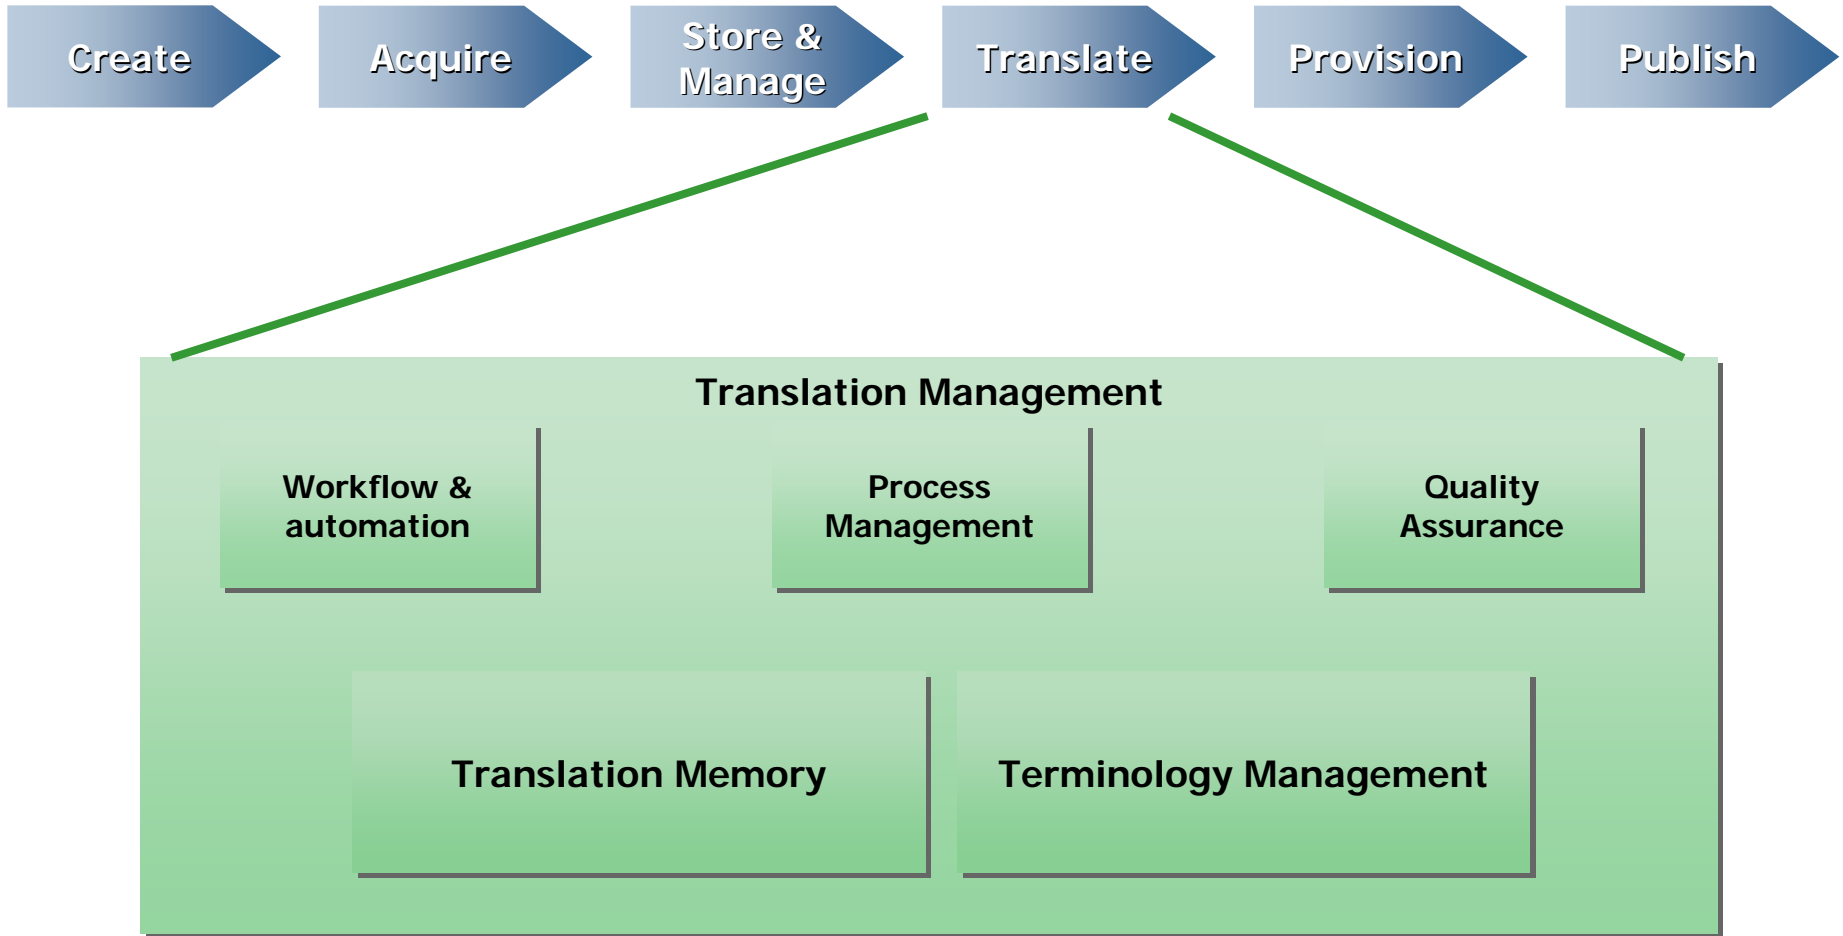 Create
Acquire
Store &
Manage
Translate
Provision
Publish
Translation Management
Workflow &
automation
Process
Management
Quality
Assurance
Translation Memory
Terminology Management